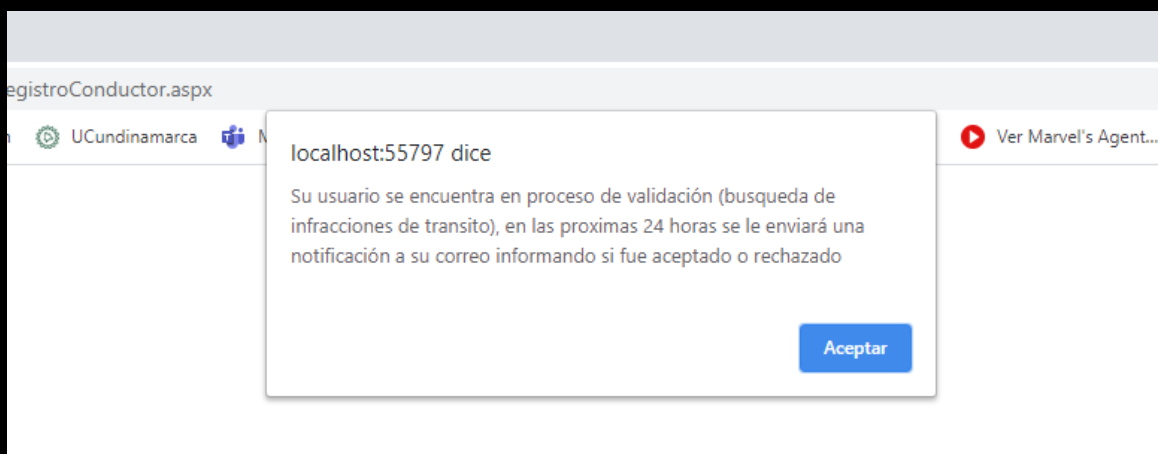 egistroConductor.aspx
UCundinamarca
Ver Marvel's Agent...
localhost:55797 dice
Su usuario se encuentra en proceso de validación (busqueda de
infracciones de transito), en las proximas 24 horas se le enviará una
notificación a su correo informando si fue aceptado o rechazado
Aceptar